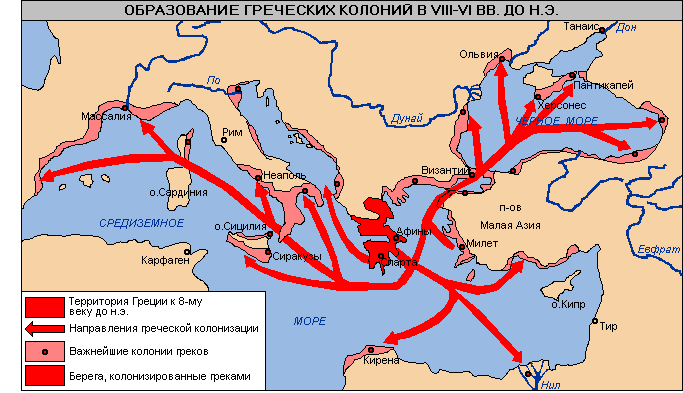 ОБРАЗОВАНИЕ ГРЕЧЕСКИХ КОЛОНИЙ В VIII-VI ВВ. ДО Н.Э.
Танаис
Дон
Ольвия
По
Пантикапей
Массалия
Херсонес
Дунай
ЧЕРНОЕ МОРЕ
Рим
Византий
Неаполь
о.Сардиния
п-ов
Малая Азия
СРЕДИЗЕМНОЕ
о.Сицилия
Афины
Милет
Евфрат
Карфаген
Сиракузы
Спарта
о.Кипр
Территория Греции к 8-му
веку до н.э.
Направления греческой колонизации
МОРЕ
Тир
Важнейшие колонии греков
Кирена
Берега, колонизированные греками
Нил